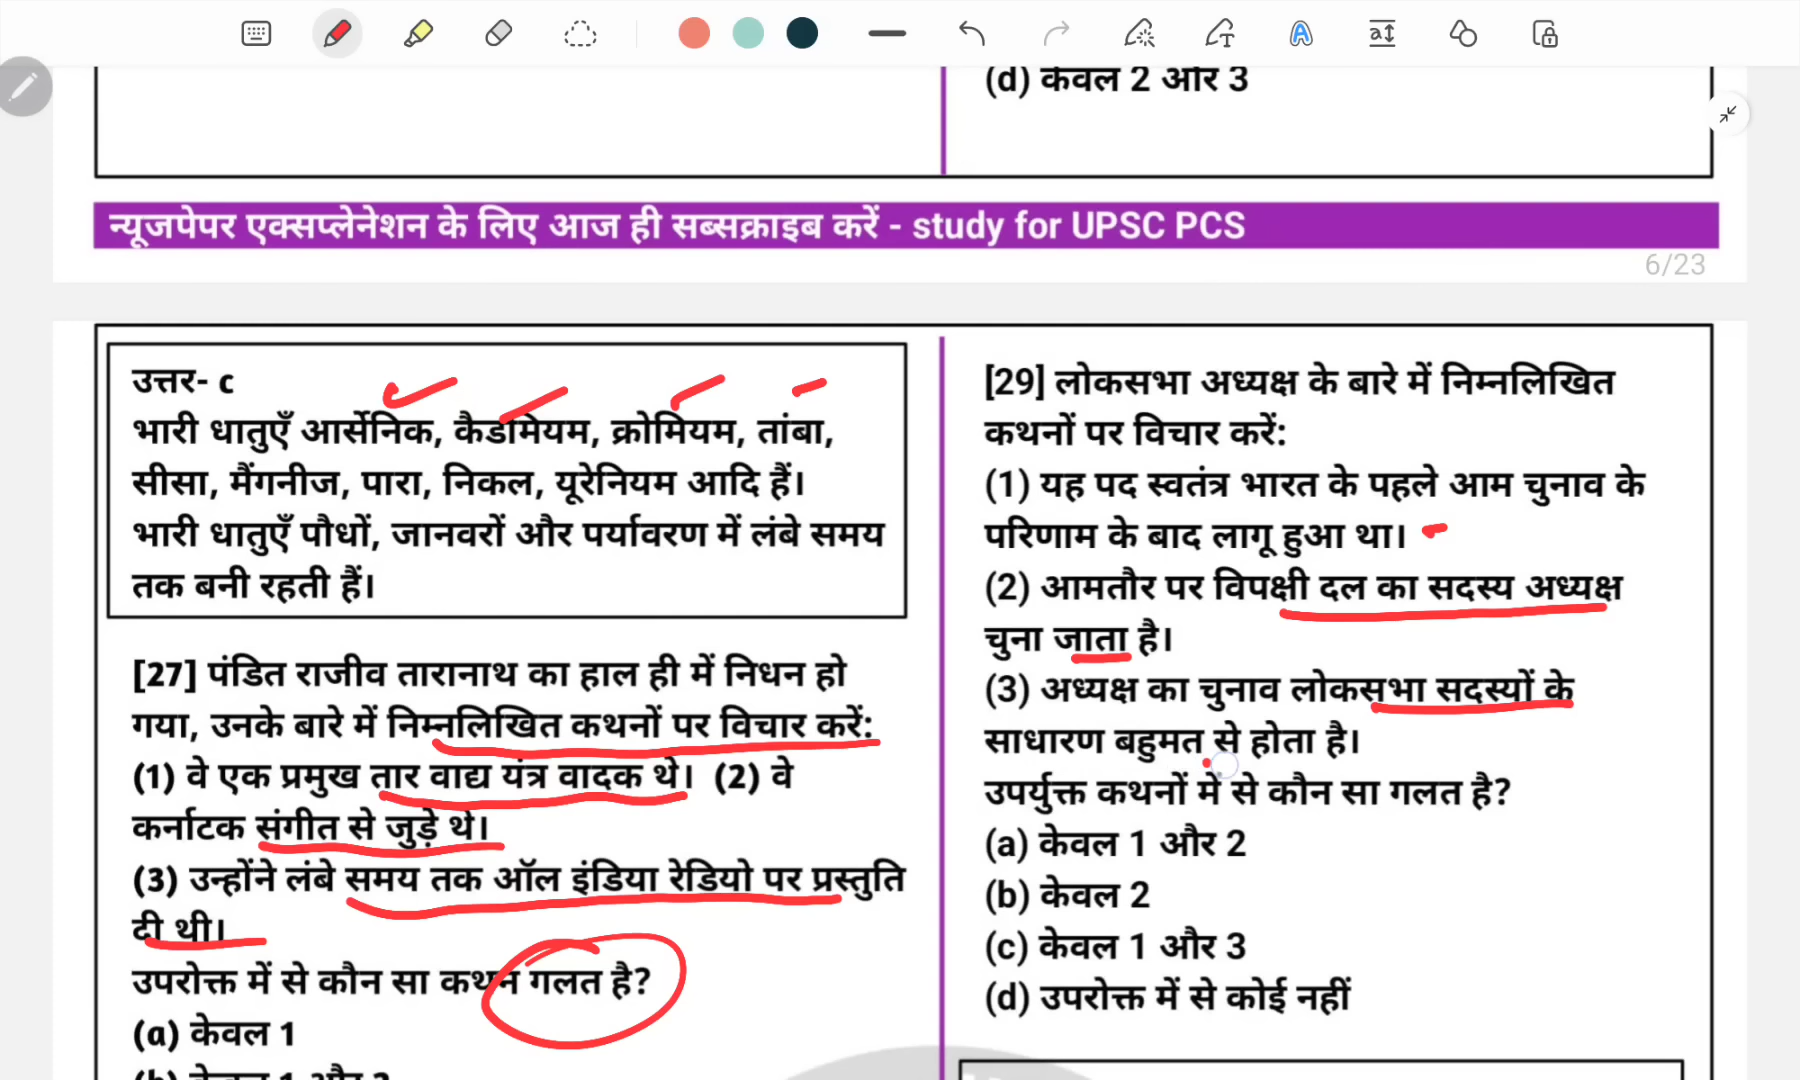 (d) केवल 2 और 3
न्यूजपेपर एक्सप्लेनेशन के लिए आज ही सब्सक्राइब करें - study for UPSC PCS
6/23
उत्तर- c
भारी धातुएँ आर्सेनिक, कैडमियम, क्रोमियम, तांबा,
सीसा, मैंगनीज, पारा, निकल, यूरेनियम आदि हैं।
भारी धातुएँ पौधों, जानवरों और पर्यावरण में लंबे समय
तक बनी रहती हैं।
[27] पंडित राजीव तारानाथ का हाल ही में निधन हो
गया, उनके बारे में निम्नलिखित कथनों पर विचार करें:
(1) वे एक प्रमुख तार वाद्य यंत्र वादक थे। (2) वे
कर्नाटक संगीत से जुड़े थे।
(3) उन्होंने लंबे समय तक ऑल इंडिया रेडियो पर प्रस्तुति
दी थी।
उपरोक्त में से कौन सा कथन गलत है?
(a) केवल 1
[29] लोकसभा अध्यक्ष के बारे में निम्नलिखित
कथनों पर विचार करें:
(1) यह पद स्वतंत्र भारत के पहले आम चुनाव के
परिणाम के बाद लागू हुआ था।
(2) आमतौर पर विपक्षी दल का सदस्य अध्यक्ष
चुना जाता है।
(3) अध्यक्ष का चुनाव लोकसभा सदस्यों के
साधारण बहुमत से होता है।
उपर्युक्त कथनों में से कौन सा गलत है?
(a) केवल 1 और 2
(b) केवल 2
(c) केवल 1 और 3
(d) उपरोक्त में से कोई नहीं